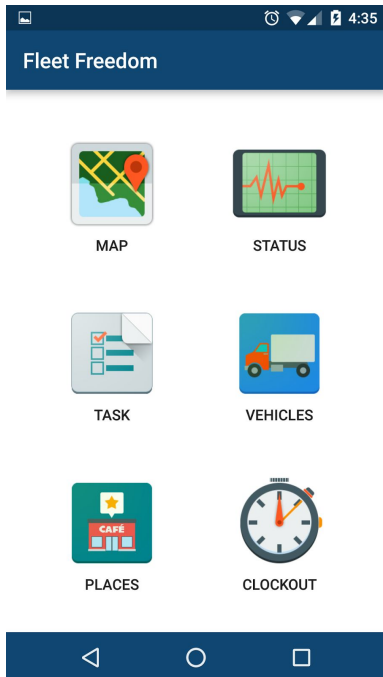 4:35
Fleet Freedom
MAP
STATUS
TASK
VEHICLES
CAFÉ
PLACES
CLOCKOUT